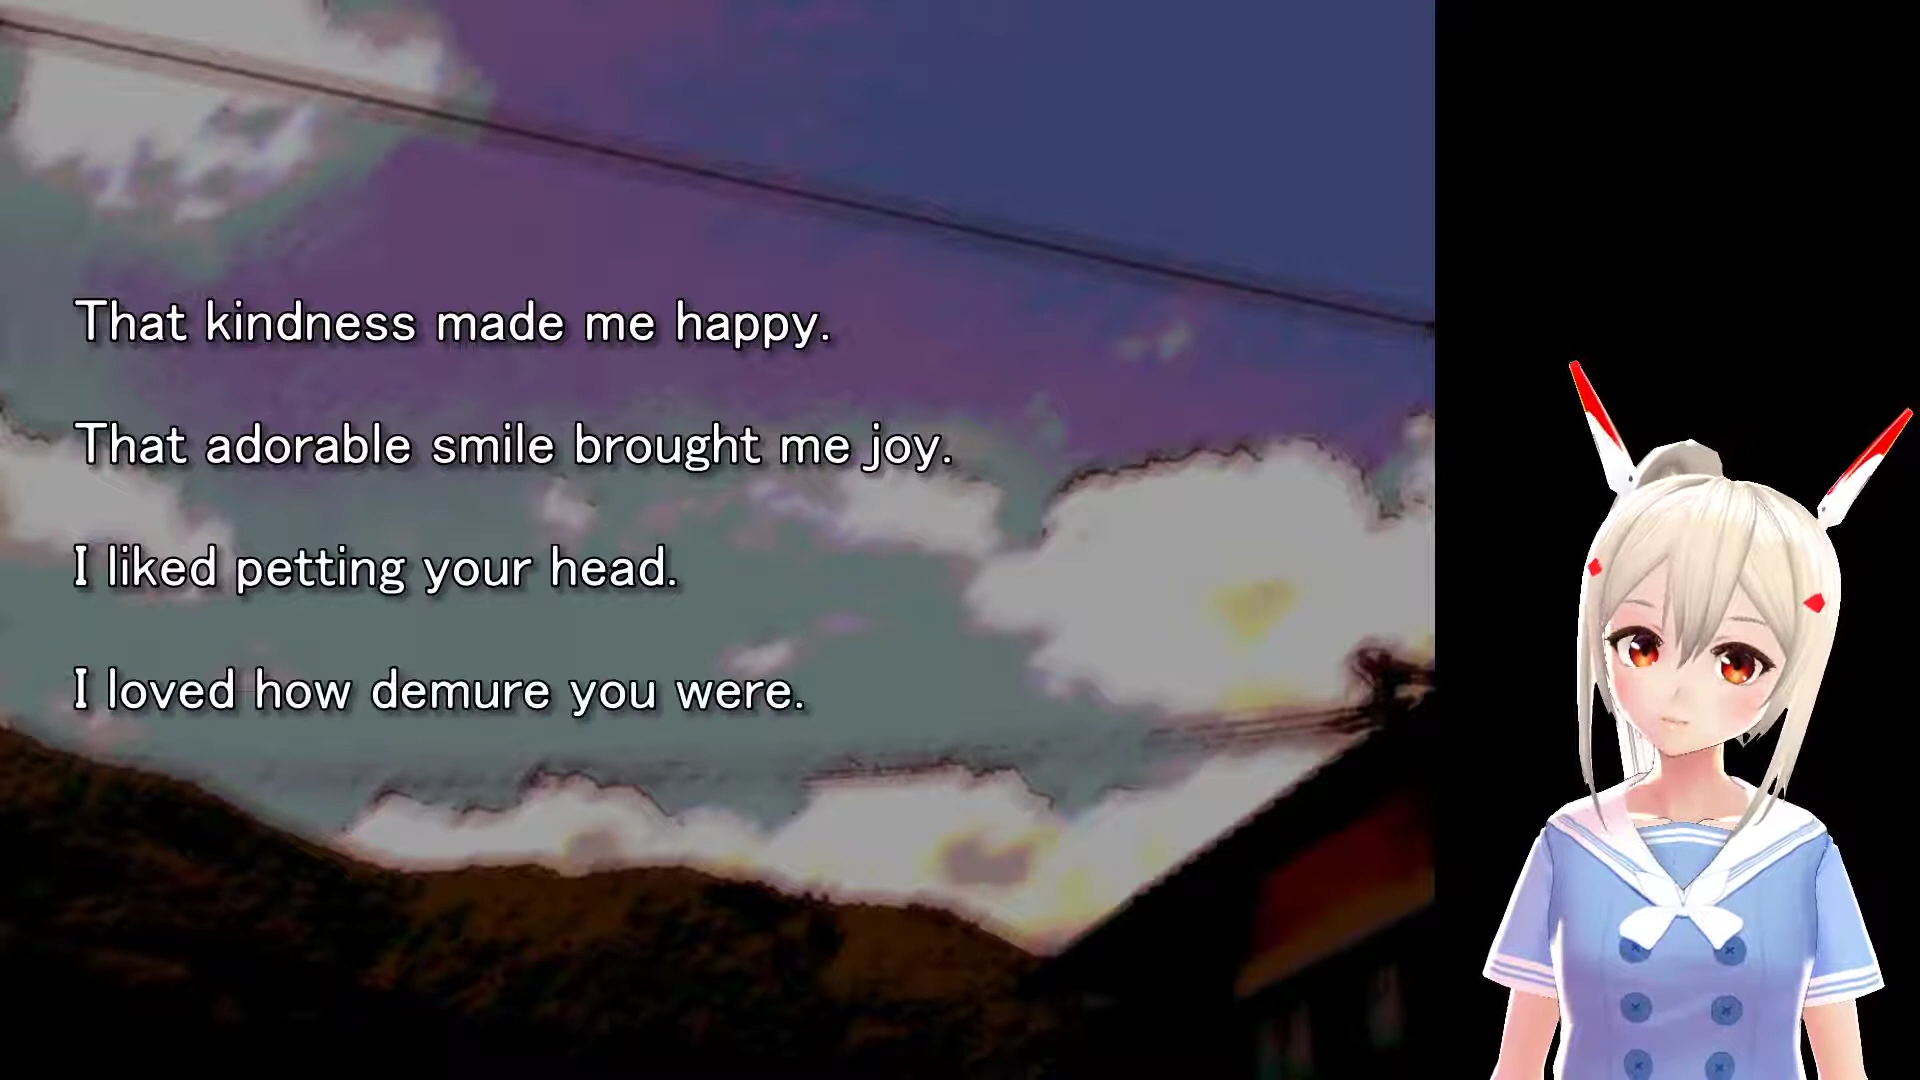 That kindness made me happy.
That adorable smile brought me joy.
I liked petting your head.
I loved how demure you were.